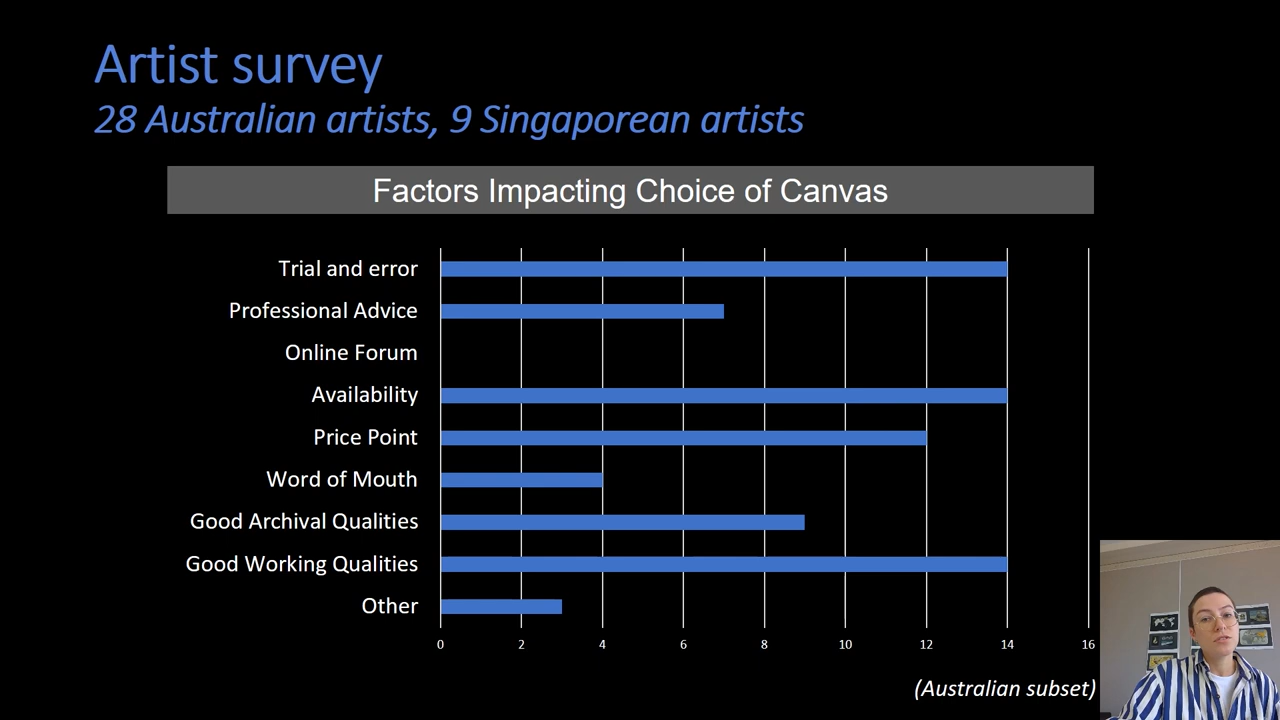 Artist survey
28 Australian artists, 9 Singaporean artists
Factors Impacting Choice of Canvas
Trial and error
Professional Advice
Online Forum
Availability
Price Point
Word of Mouth
Good Archival Qualities
Good Working Qualities
Other
0 2 4 6 8 10 12 14 16
(Australian subset)